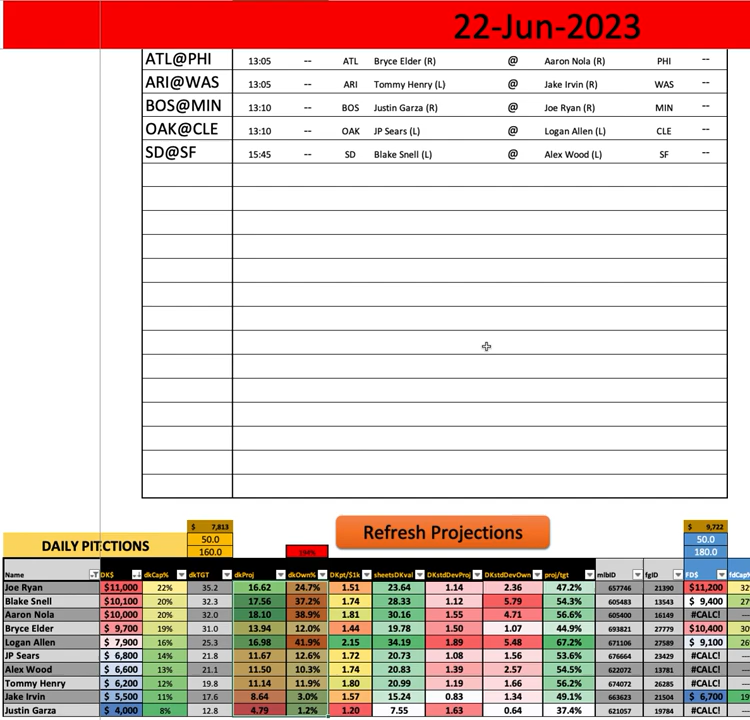 22-Jun-2023
ATL@PHI 13:05 -- ATL Bryce Elder (R) @ Aaron Nola (R) PHI --
ARI@WAS 13:05 -- ARI Tommy Henry (L) @ Jake Irvin (R) WAS --
BOS@MIN 13:10 -- BOS Justin Garza (R) @ Joe Ryan (R) MIN --
OAK@CLE 13:10 -- OAK JP Sears (L) @ Logan Allen (L) CLE --
SD@SF 15:45 -- SD Blake Snell (L) @ Alex Wood (L) SF --
$ 7,813 Refresh Projections $ 9,722
DAILY PITCTIONS 50.0 50.0
160.0 194% 180.0
Name DK$ dkCap% dkTGT dkProj dkOwn% DKpt/$1k sheetsDKval DKstdDevProj DKstdDevOwn proj/tgt mlbID fgID FD$ fdCap%
Joe Ryan $11,000 22% 35.2 16.62 24.7% 1.51 23.64 1.14 2.36 47.2% 657746 21390 $11,200 32%
Blake Snell $10,100 20% 32.3 17.56 37.2% 1.74 28.33 1.12 5.79 54.3% 605483 13543 $ 9,400 27%
Aaron Nola $10,000 20% 32.0 18.10 38.9% 1.81 30.16 1.55 4.71 56.6% 605400 16149 #CALC! ---
Bryce Elder $ 9,700 19% 31.0 13.94 12.0% 1.44 19.78 1.50 1.07 44.9% 693821 27779 $10,400 30%
Logan Allen $ 7,900 16% 25.3 16.98 41.9% 2.15 34.19 1.89 5.48 67.2% 671106 27589 $ 9,100 26%
JP Sears $ 6,800 14% 21.8 11.67 12.6% 1.72 20.73 1.08 1.56 53.6% 676664 23429 #CALC! ---
Alex Wood $ 6,600 13% 21.1 11.50 10.3% 1.74 20.83 1.39 2.57 54.5% 622072 13781 #CALC! ---
Tommy Henry $ 6,200 12% 19.8 11.14 11.9% 1.80 20.99 1.19 1.66 56.2% 674072 26285 #CALC! ---
Jake Irvin $ 5,500 11% 17.6 8.64 3.0% 1.57 15.24 0.83 1.34 49.1% 663623 21504 $ 6,700 19%
Justin Garza $ 4,000 8% 12.8 4.79 1.2% 1.20 7.55 1.63 0.64 37.4% 621057 19784 #CALC! ---